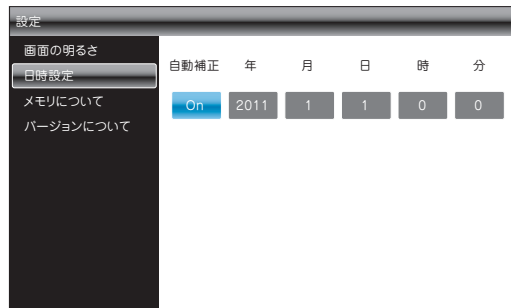 設定
画面の明るさ
日時設定
メモリについて
バージョンについて
自動補正 年 月 日 時 分
On 2011 1 1 0 0